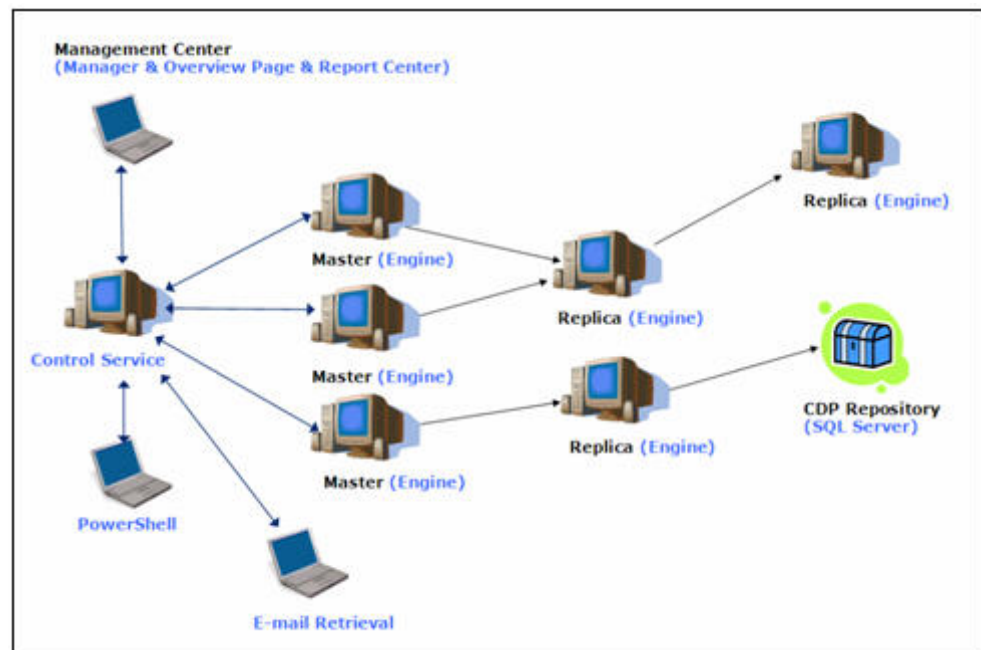 Management Center
(Manager & Overview Page & Report Center)
Replica (Engine)
Master (Engine)
Replica (Engine)
Control Service
Master (Engine)
CDP Repository
(SQL Server)
Replica (Engine)
Master (Engine)
PowerShell
E-mail Retrieval